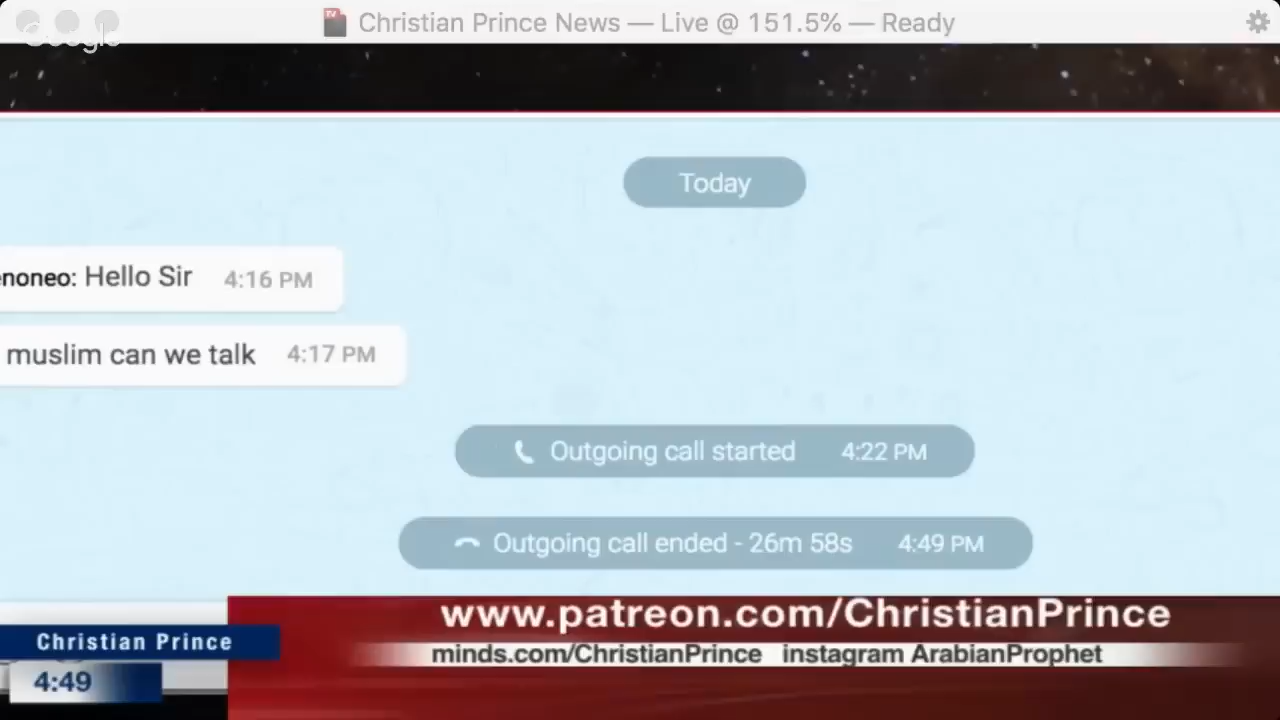 Christian Prince News — Live @ 151.5% — Ready
Google
Today
noneo: Hello Sir 4:16 PM
muslim can we talk 4:17 PM
Outgoing call started 4:22 PM
Outgoing call ended - 26m 58s 4:49 PM
www.patreon.com/ChristianPrince
Christian Prince
minds.com/ChristianPrince instagram ArabianProphet
4:49